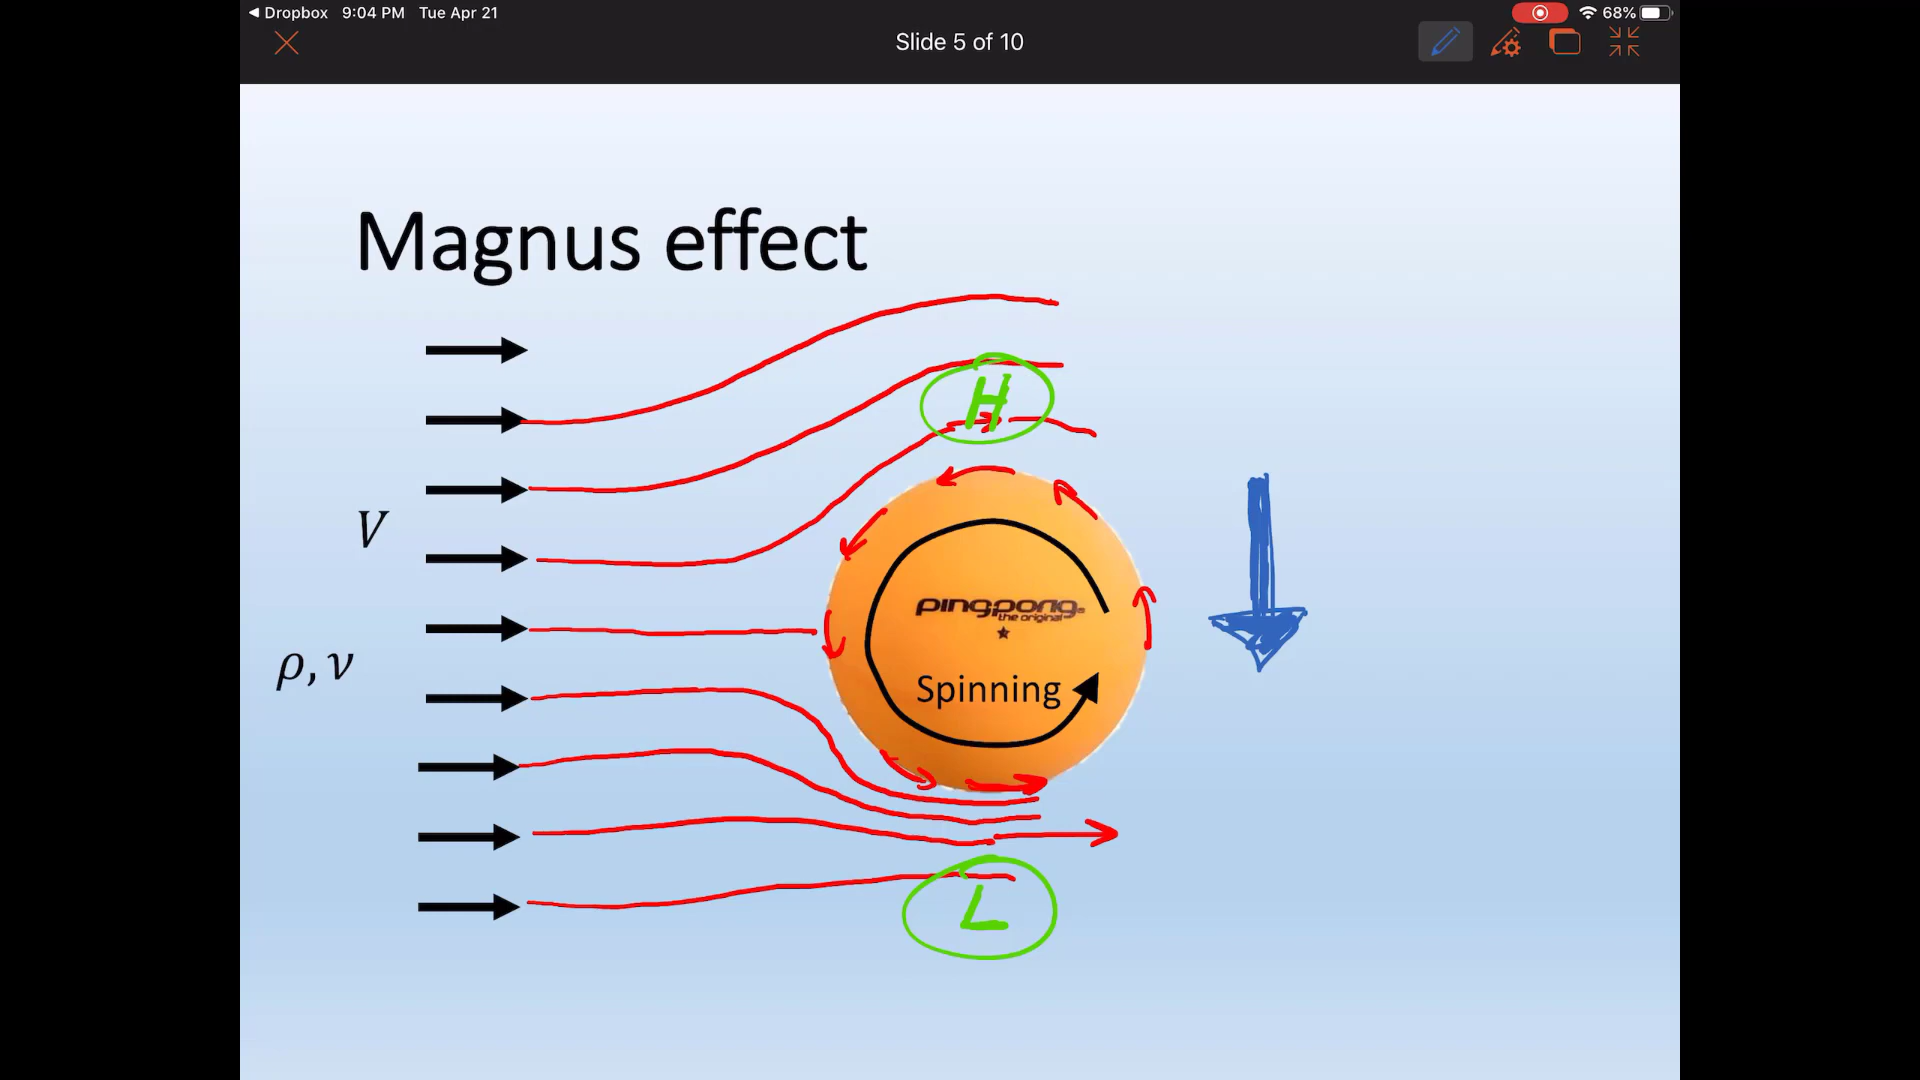 Dropbox 9:04 PM Tue Apr 21
68%
Slide 5 of 10
Magnus effect
H
V
pingpong
the original
ρ, ν
Spinning
L